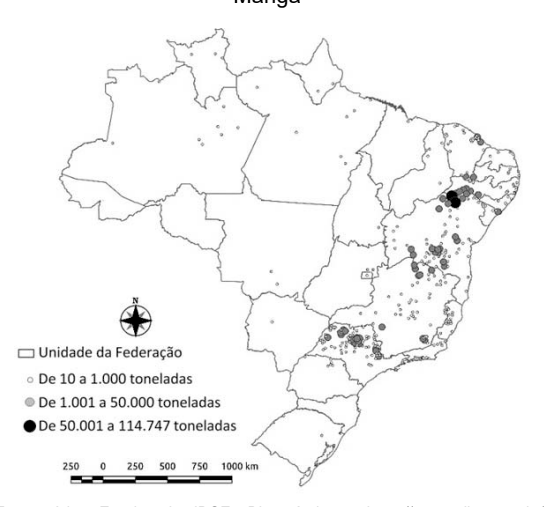 Manga
N
Unidade da Federação
De 10 a 1.000 toneladas
De 1.001 a 50.000 toneladas
De 50.001 a 114.747 toneladas
250 0 250 500 750 1000 km